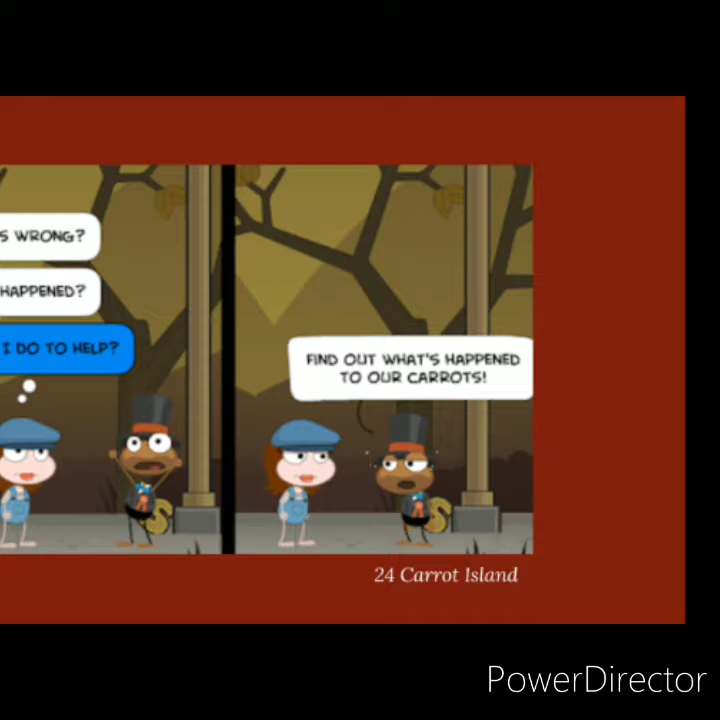 S WRONG?
HAPPENED?
I DO TO HELP?
FIND OUT WHAT'S HAPPENED
TO OUR CARROTS!
24 Carrot Island
PowerDirector